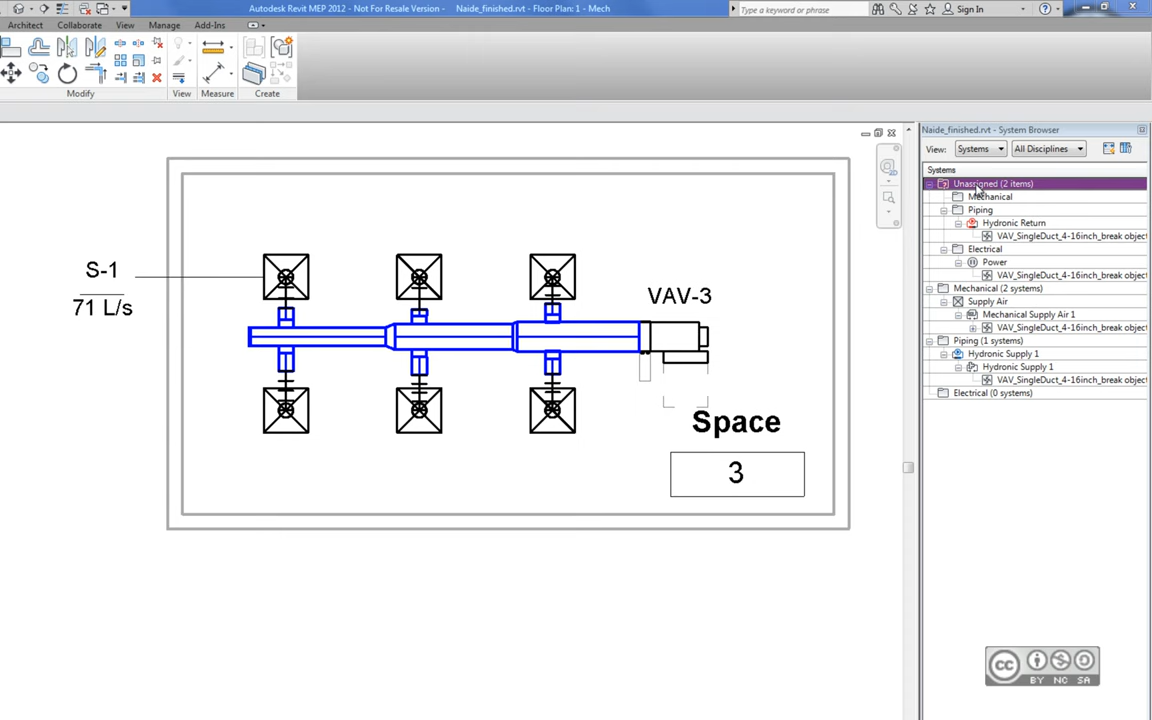 Autodesk Revit MEP 2012 - Not For Resale Version - Naide_finished.rvt - Floor Plan: 1 - Mech
Type a keyword or phrase
Sign In
Architect Collaborate View Manage Add-Ins
Modify View Measure Create
Naide_finished.rvt - System Browser
View: Systems All Disciplines
Systems
Unassigned (2 items)
Mechanical
Piping
Hydronic Return
VAV_SingleDuct_4-16inch_break object
Electrical
Power
VAV_SingleDuct_4-16inch_break object
Mechanical (2 systems)
Supply Air
Mechanical Supply Air 1
VAV_SingleDuct_4-16inch_break object
Piping (1 systems)
Hydronic Supply 1
Hydronic Supply 1
VAV_SingleDuct_4-16inch_break object
Electrical (0 systems)
S-1
71 L/s
VAV-3
Space
3
cc
BY NC SA